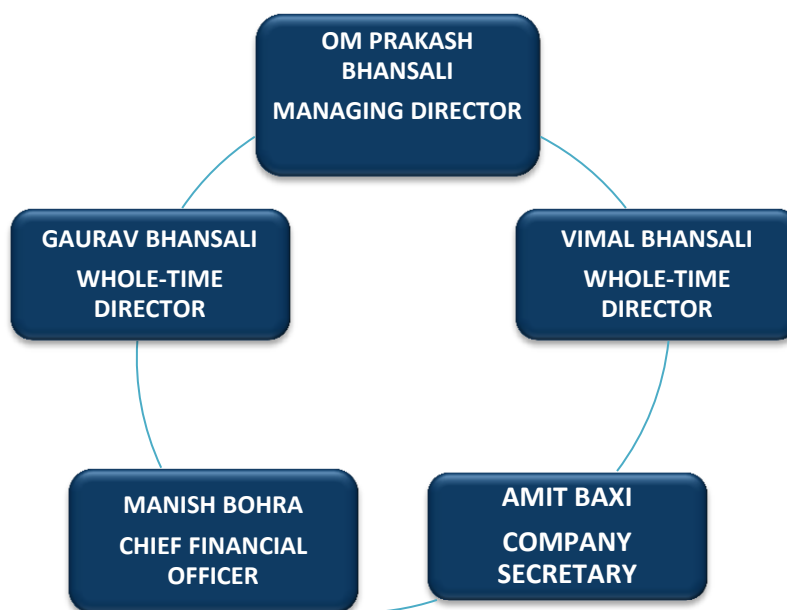 OM PRAKASH
BHANSALI
MANAGING DIRECTOR
GAURAV BHANSALI
WHOLE-TIME
DIRECTOR
VIMAL BHANSALI
WHOLE-TIME
DIRECTOR
MANISH BOHRA
CHIEF FINANCIAL
OFFICER
AMIT BAXI
COMPANY
SECRETARY